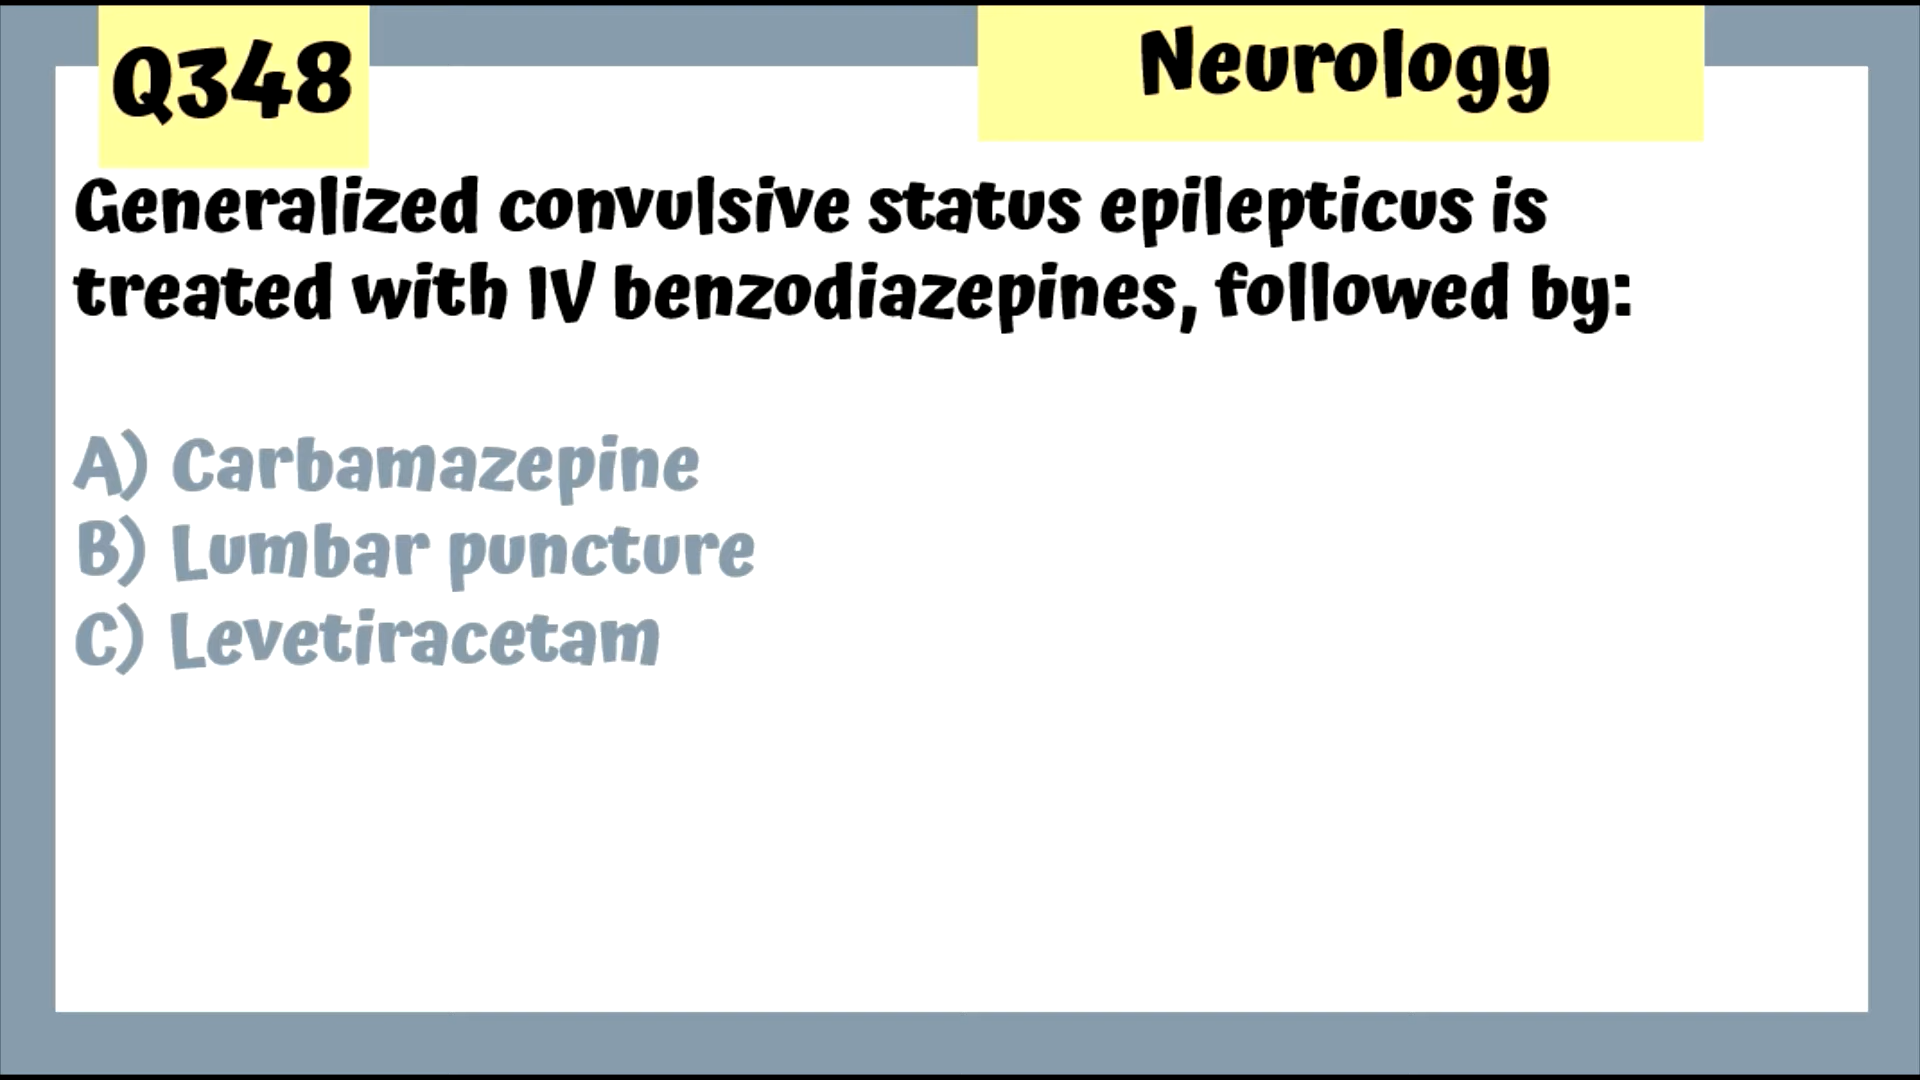 Q348
Neurology
Generalized convulsive status epilepticus is
treated with IV benzodiazepines, followed by:
A) Carbamazepine
B) Lumbar puncture
C) Levetiracetam